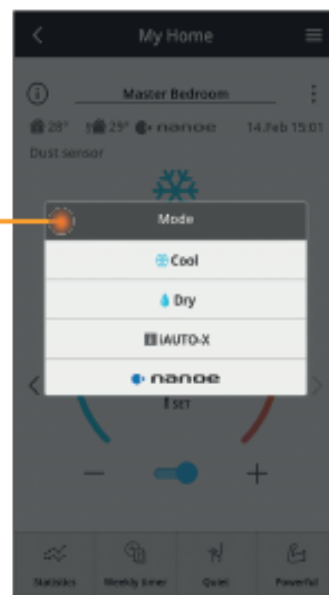 My Home
Master Bedroom
28° 29° nanoe 14.Feb 15:01
Dust sensor
Mode
Cool
Dry
iAUTO-X
nanoe
SET
Statistics Weekly timer Quiet Powerful